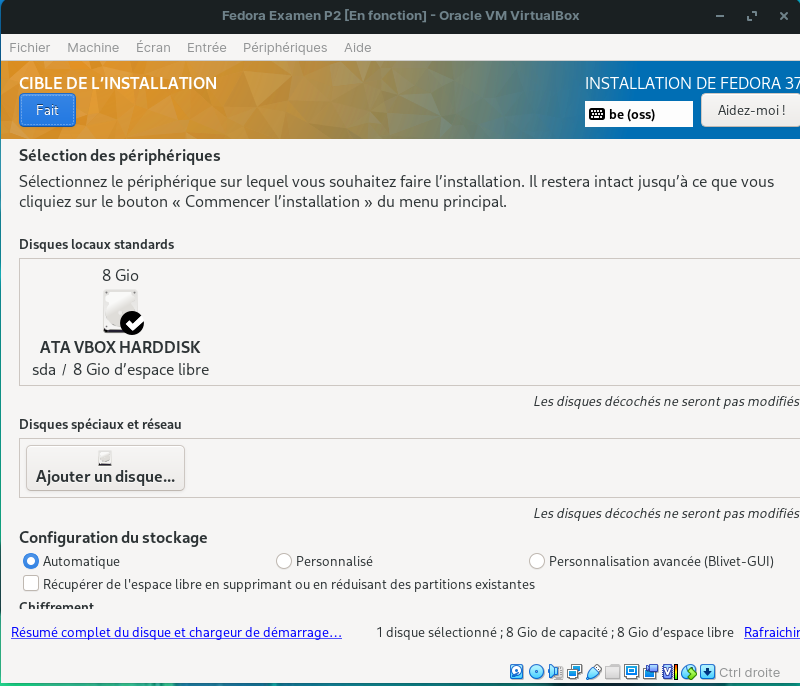 Fedora Examen P2 [En fonction] - Oracle VM VirtualBox
Fichier Machine Écran Entrée Périphériques Aide
CIBLE DE L'INSTALLATION
INSTALLATION DE FEDORA 37
Fait
be (oss)
Aidez-moi !
Sélection des périphériques
Sélectionnez le périphérique sur lequel vous souhaitez faire l'installation. Il restera intact jusqu'à ce que vous
cliquiez sur le bouton « Commencer l'installation » du menu principal.
Disques locaux standards
8 Gio
ATA VBOX HARDDISK
sda / 8 Gio d'espace libre
Les disques décochés ne seront pas modifiés
Disques spéciaux et réseau
Ajouter un disque...
Les disques décochés ne seront pas modifiés
Configuration du stockage
Automatique Personnalisé Personnalisation avancée (Blivet-GUI)
Récupérer de l'espace libre en supprimant ou en réduisant des partitions existantes
Chiffrement
Résumé complet du disque et chargeur de démarrage... 1 disque sélectionné ; 8 Gio de capacité ; 8 Gio d'espace libre Rafraichir
Ctrl droite